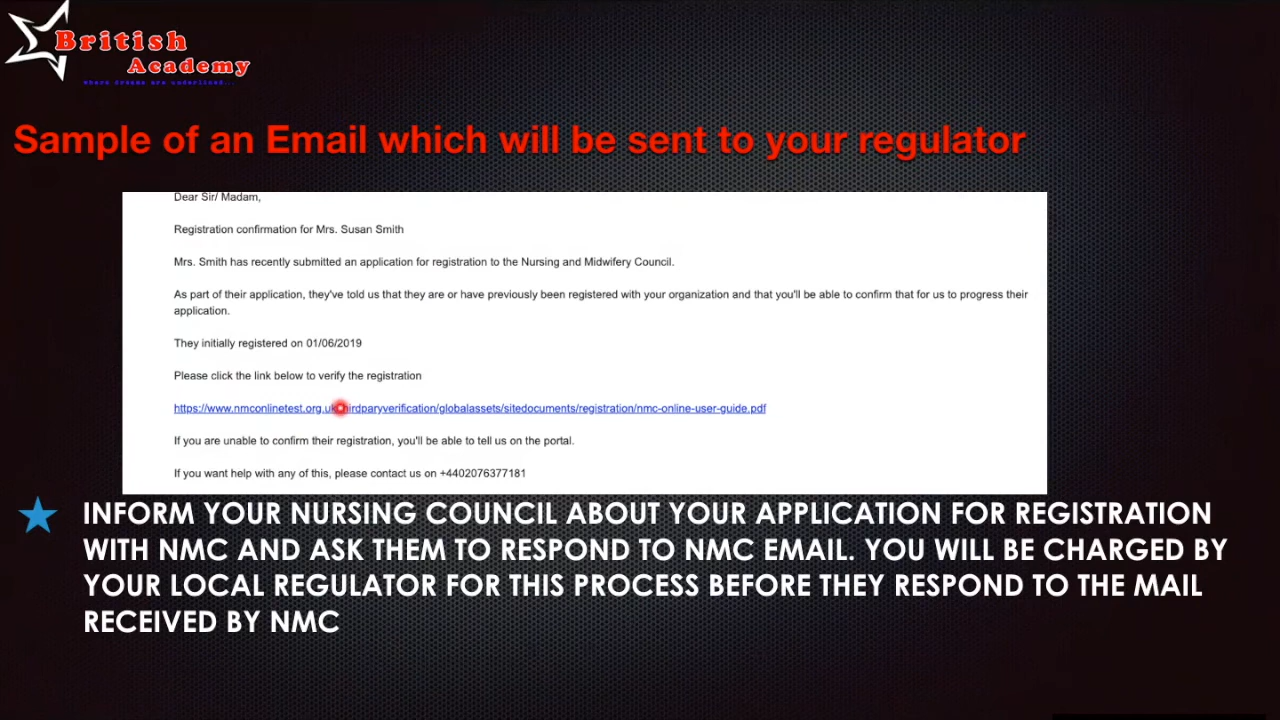 British
Academy
Sample of an Email which will be sent to your regulator
Dear Sir/ Madam,
Registration confirmation for Mrs. Susan Smith
Mrs. Smith has recently submitted an application for registration to the Nursing and Midwifery Council.
As part of their application, they've told us that they are or have previously been registered with your organization and that you'll be able to confirm that for us to progress their
application.
They initially registered on 01/06/2019
Please click the link below to verify the registration
https://www.nmconlinetest.org.uk/thirdparyverification/globalassets/sitedocuments/registration/nmc-online-user-guide.pdf
If you are unable to confirm their registration, you'll be able to tell us on the portal.
If you want help with any of this, please contact us on +4402076377181
INFORM YOUR NURSING COUNCIL ABOUT YOUR APPLICATION FOR REGISTRATION
WITH NMC AND ASK THEM TO RESPOND TO NMC EMAIL. YOU WILL BE CHARGED BY
YOUR LOCAL REGULATOR FOR THIS PROCESS BEFORE THEY RESPOND TO THE MAIL
RECEIVED BY NMC